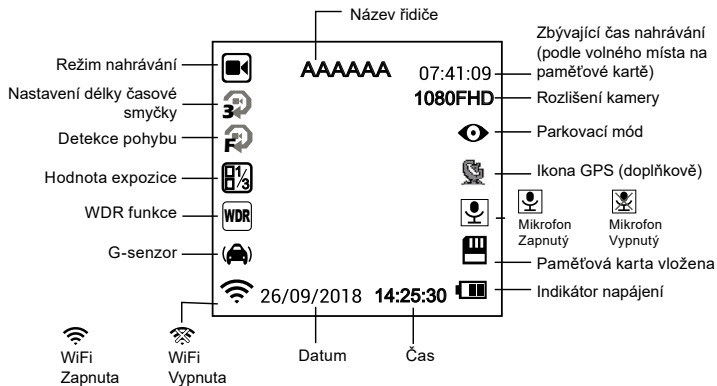 Název řidiče
Zbývající čas nahrávání
(podle volného místa na
paměťové kartě)
Režim nahrávání
AAAAAA
07:41:09
Nastavení délky časové
smyčky
3
1080FHD
Rozlišení kamery
Detekce pohybu
F
Parkovací mód
Hodnota expozice
1/3
Ikona GPS (doplňkově)
WDR funkce
WDR
Mikrofon
Zapnutý
Mikrofon
Vypnutý
G-senzor
Paměťová karta vložena
26/09/2018
14:25:30
Indikátor napájení
WiFi
Zapnuta
WiFi
Vypnuta
Datum
Čas